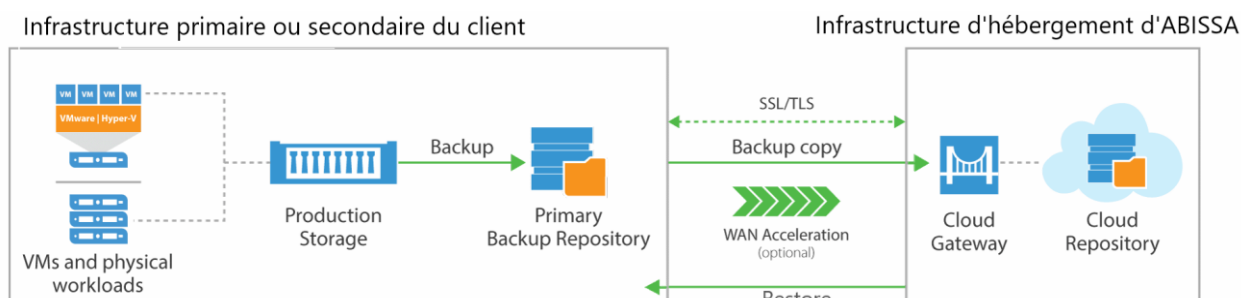 Infrastructure primaire ou secondaire du client
Infrastructure d'hébergement d'ABISSA
VM VM VM VM
VMware | Hyper-V
VMs and physical
workloads
Production
Storage
Backup
Primary
Backup Repository
SSL/TLS
Backup copy
WAN Acceleration
(optional)
Restore
Cloud
Gateway
Cloud
Repository